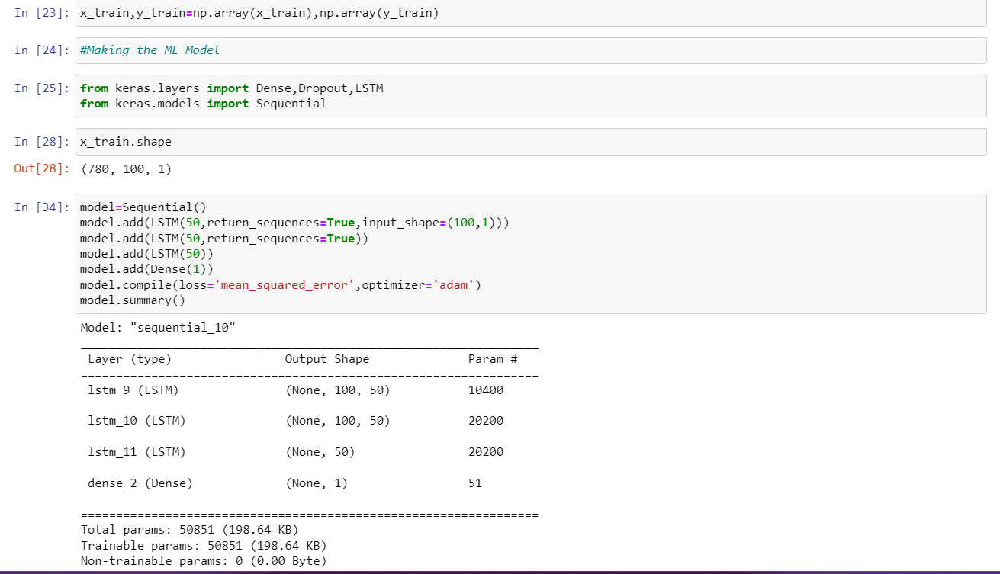 In [23]: x_train,y_train=np.array(x_train),np.array(y_train)
In [24]: #Making the ML Model
In [25]: from keras.layers import Dense,Dropout,LSTM
from keras.models import Sequential
In [28]: x_train.shape
Out[28]: (780, 100, 1)
In [34]: model=Sequential()
model.add(LSTM(50,return_sequences=True,input_shape=(100,1)))
model.add(LSTM(50,return_sequences=True))
model.add(LSTM(50))
model.add(Dense(1))
model.compile(loss='mean_squared_error',optimizer='adam')
model.summary()
Model: "sequential_10"
_________________________________________________________________
Layer (type) Output Shape Param #
=================================================================
lstm_9 (LSTM) (None, 100, 50) 10400
lstm_10 (LSTM) (None, 100, 50) 20200
lstm_11 (LSTM) (None, 50) 20200
dense_2 (Dense) (None, 1) 51
=================================================================
Total params: 50851 (198.64 KB)
Trainable params: 50851 (198.64 KB)
Non-trainable params: 0 (0.00 Byte)